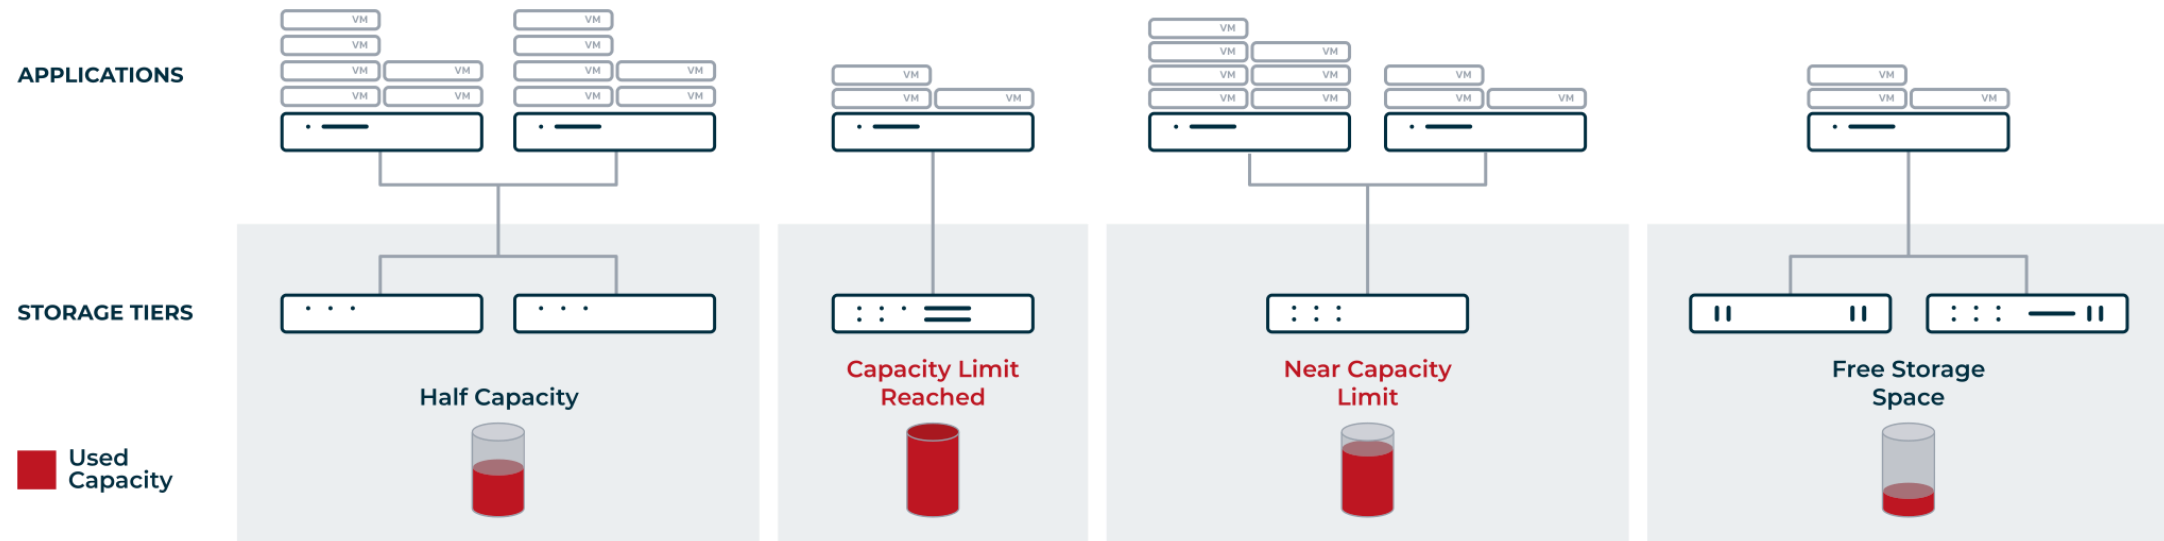 APPLICATIONS
VM
VM
VM VM
VM VM
VM
VM
VM VM
VM VM
VM
VM VM
VM
VM VM
VM VM
VM VM
VM
VM VM
VM
VM VM
STORAGE TIERS
Half Capacity
Capacity Limit
Reached
Near Capacity
Limit
Free Storage
Space
Used
Capacity